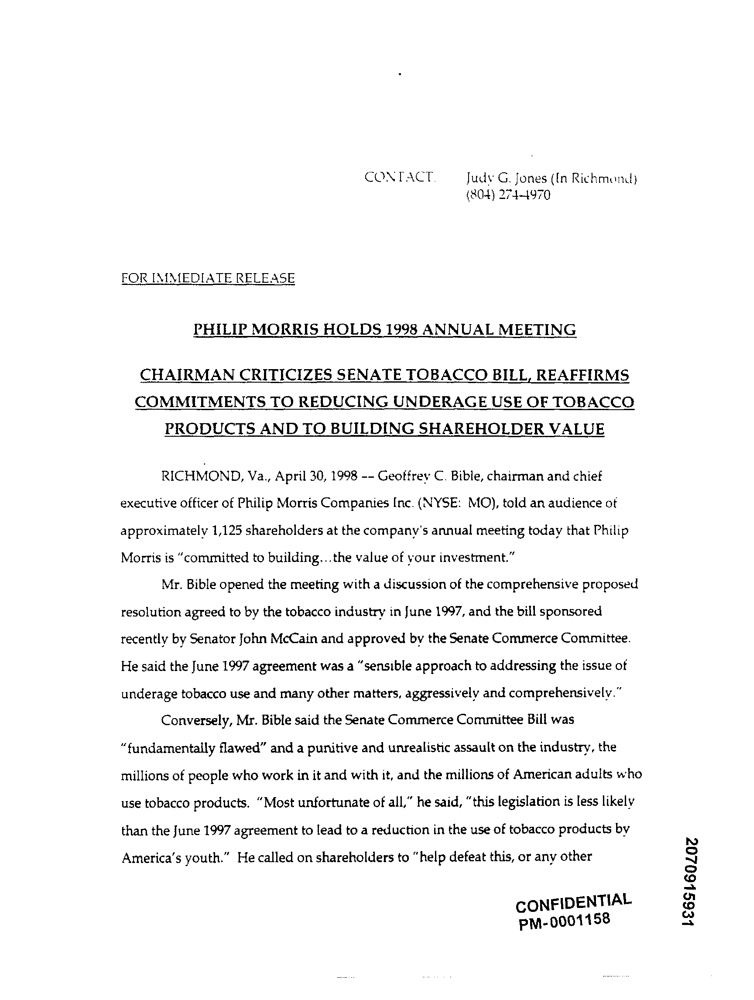 CONTACT. Judy G. Jones (In Richmond)
(804) 274-4970
FOR IMMEDIATE RELEASE
PHILIP MORRIS HOLDS 1998 ANNUAL MEETING
CHAIRMAN CRITICIZES SENATE TOBACCO BILL, REAFFIRMS
COMMITMENTS TO REDUCING UNDERAGE USE OF TOBACCO
PRODUCTS AND TO BUILDING SHAREHOLDER VALUE
RICHMOND, Va., April 30, 1998 -- Geoffrey C. Bible, chairman and chief
executive officer of Philip Morris Companies Inc. (NYSE: MO), told an audience of
approximately 1,125 shareholders at the company's annual meeting today that Philip
Morris is "committed to building...the value of your investment."
Mr. Bible opened the meeting with a discussion of the comprehensive proposed
resolution agreed to by the tobacco industry in June 1997, and the bill sponsored
recently by Senator John McCain and approved by the Senate Commerce Committee.
He said the June 1997 agreement was a "sensible approach to addressing the issue of
underage tobacco use and many other matters, aggressively and comprehensively."
Conversely, Mr. Bible said the Senate Commerce Committee Bill was
"fundamentally flawed" and a punitive and unrealistic assault on the industry, the
millions of people who work in it and with it, and the millions of American adults who
use tobacco products. "Most unfortunate of all," he said, "this legislation is less likely
than the June 1997 agreement to lead to a reduction in the use of tobacco products by
America's youth." He called on shareholders to "help defeat this, or any other
CONFIDENTIAL
PM-0001158
2070915931